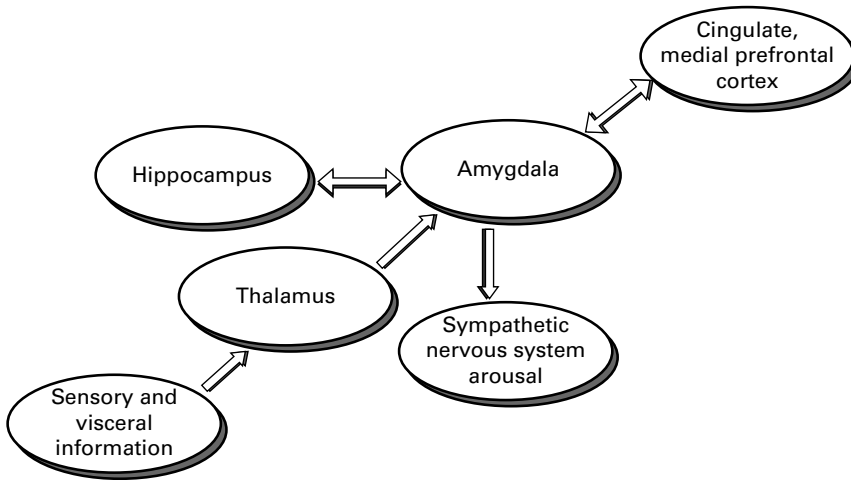 Cingulate,
medial prefrontal
cortex
Hippocampus
Amygdala
Thalamus
Sympathetic
nervous system
arousal
Sensory and
visceral
information